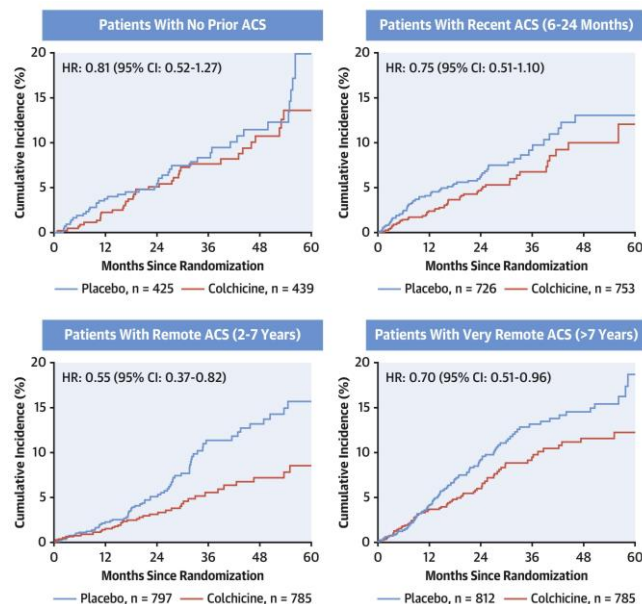 Patients With No Prior ACS
HR: 0.81 (95% CI: 0.52-1.27)
Cumulative Incidence (%)
20
15
10
5
0
0 12 24 36 48 60
Months Since Randomization
Placebo, n = 425 Colchicine, n = 439
Patients With Recent ACS (6-24 Months)
HR: 0.75 (95% CI: 0.51-1.10)
Cumulative Incidence (%)
20
15
10
5
0
0 12 24 36 48 60
Months Since Randomization
Placebo, n = 726 Colchicine, n = 753
Patients With Remote ACS (2-7 Years)
HR: 0.55 (95% CI: 0.37-0.82)
Cumulative Incidence (%)
20
15
10
5
0
0 12 24 36 48 60
Months Since Randomization
Placebo, n = 797 Colchicine, n = 785
Patients With Very Remote ACS (>7 Years)
HR: 0.70 (95% CI: 0.51-0.96)
Cumulative Incidence (%)
20
15
10
5
0
0 12 24 36 48 60
Months Since Randomization
Placebo, n = 812 Colchicine, n = 785